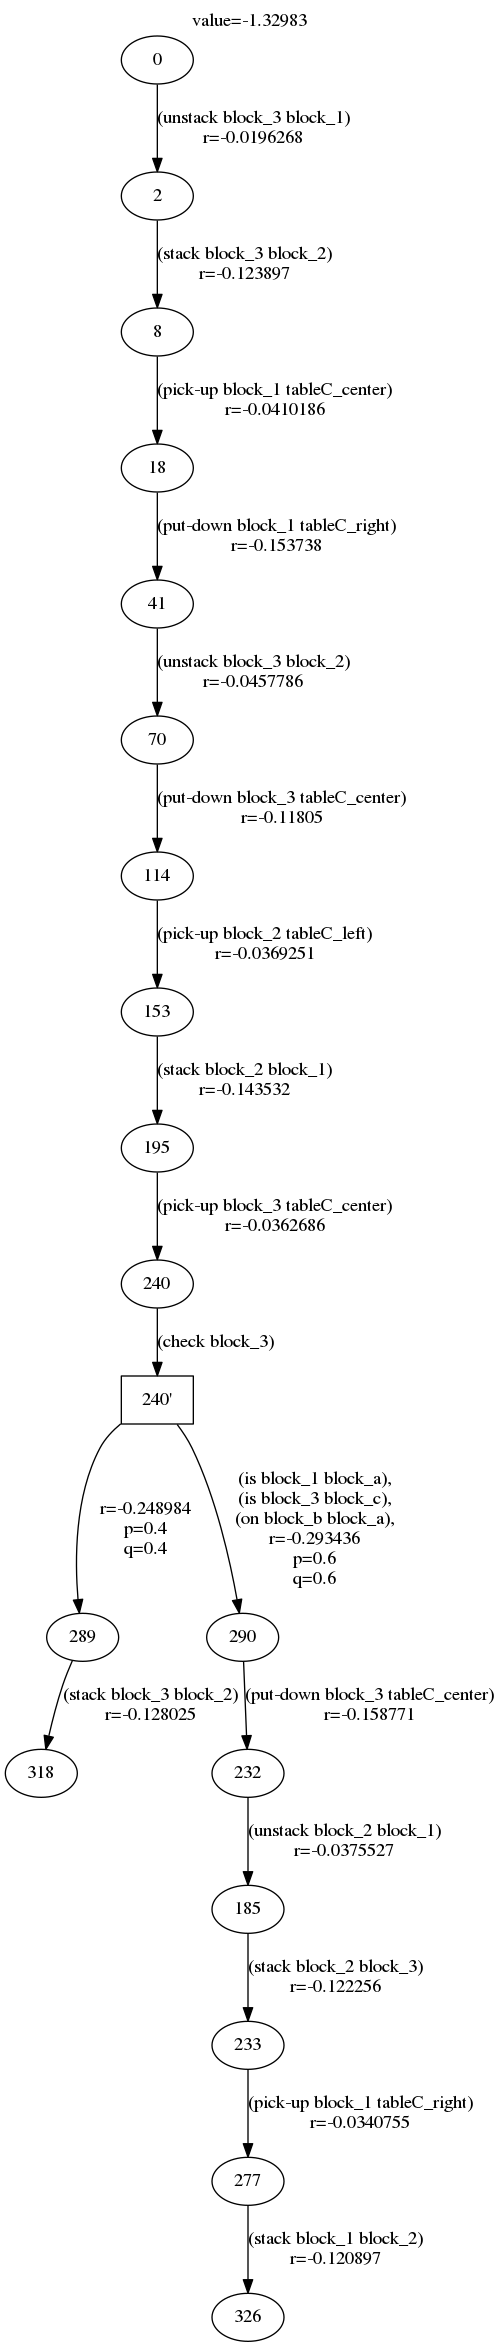 value=-1.32983
0
(unstack block_3 block_1)
r=-0.0196268
2
(stack block_3 block_2)
r=-0.123897
8
(pick-up block_1 tableC_center)
r=-0.0410186
18
(put-down block_1 tableC_right)
r=-0.153738
41
(unstack block_3 block_2)
r=-0.0457786
70
(put-down block_3 tableC_center)
r=-0.11805
114
(pick-up block_2 tableC_left)
r=-0.0369251
153
(stack block_2 block_1)
r=-0.143532
195
(pick-up block_3 tableC_center)
r=-0.0362686
240
(check block_3)
240'
r=-0.248984
p=0.4
q=0.4
(is block_1 block_a),
(is block_3 block_c),
(on block_b block_a),
r=-0.293436
p=0.6
q=0.6
289
290
(stack block_3 block_2)
r=-0.128025
(put-down block_3 tableC_center)
r=-0.158771
318
232
(unstack block_2 block_1)
r=-0.0375527
185
(stack block_2 block_3)
r=-0.122256
233
(pick-up block_1 tableC_right)
r=-0.0340755
277
(stack block_1 block_2)
r=-0.120897
326